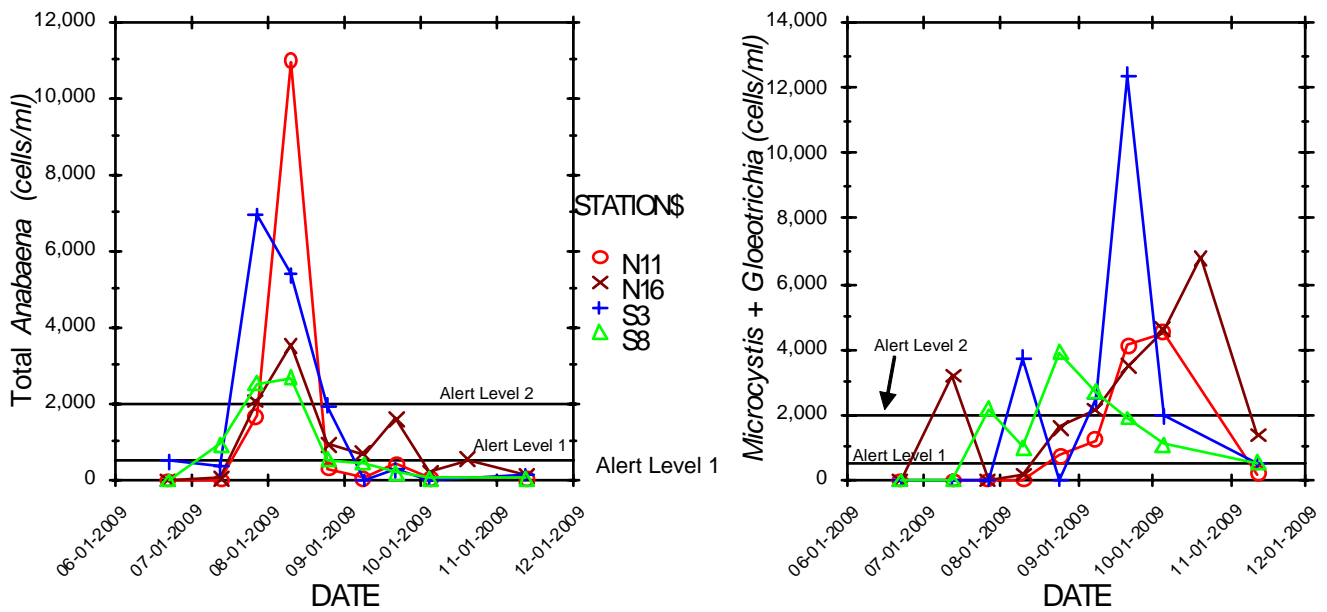 12,000
10,000
8,000
6,000
4,000
2,000
0
Total Anabaena (cells/ml)
Alert Level 2
Alert Level 1
06-01-2009
07-01-2009
08-01-2009
09-01-2009
10-01-2009
11-01-2009
12-01-2009
DATE
STATION$
N11
N16
S3
S8
Alert Level 1
14,000
12,000
10,000
8,000
6,000
4,000
2,000
0
Microcystis + Gloeotrichia (cells/ml)
Alert Level 2
Alert Level 1
06-01-2009
07-01-2009
08-01-2009
09-01-2009
10-01-2009
11-01-2009
12-01-2009
DATE